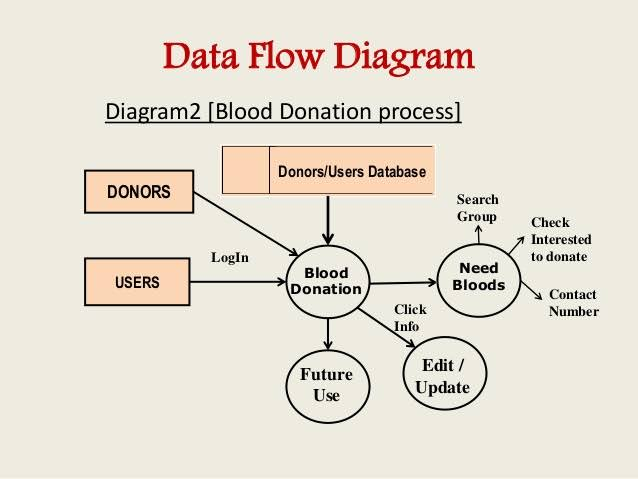 Data Flow Diagram
Diagram2 [Blood Donation process]
Donors/Users Database
DONORS
Search
Group
Check
Interested
to donate
LogIn
USERS
Blood
Donation
Need
Bloods
Contact
Number
Click
Info
Future
Use
Edit /
Update